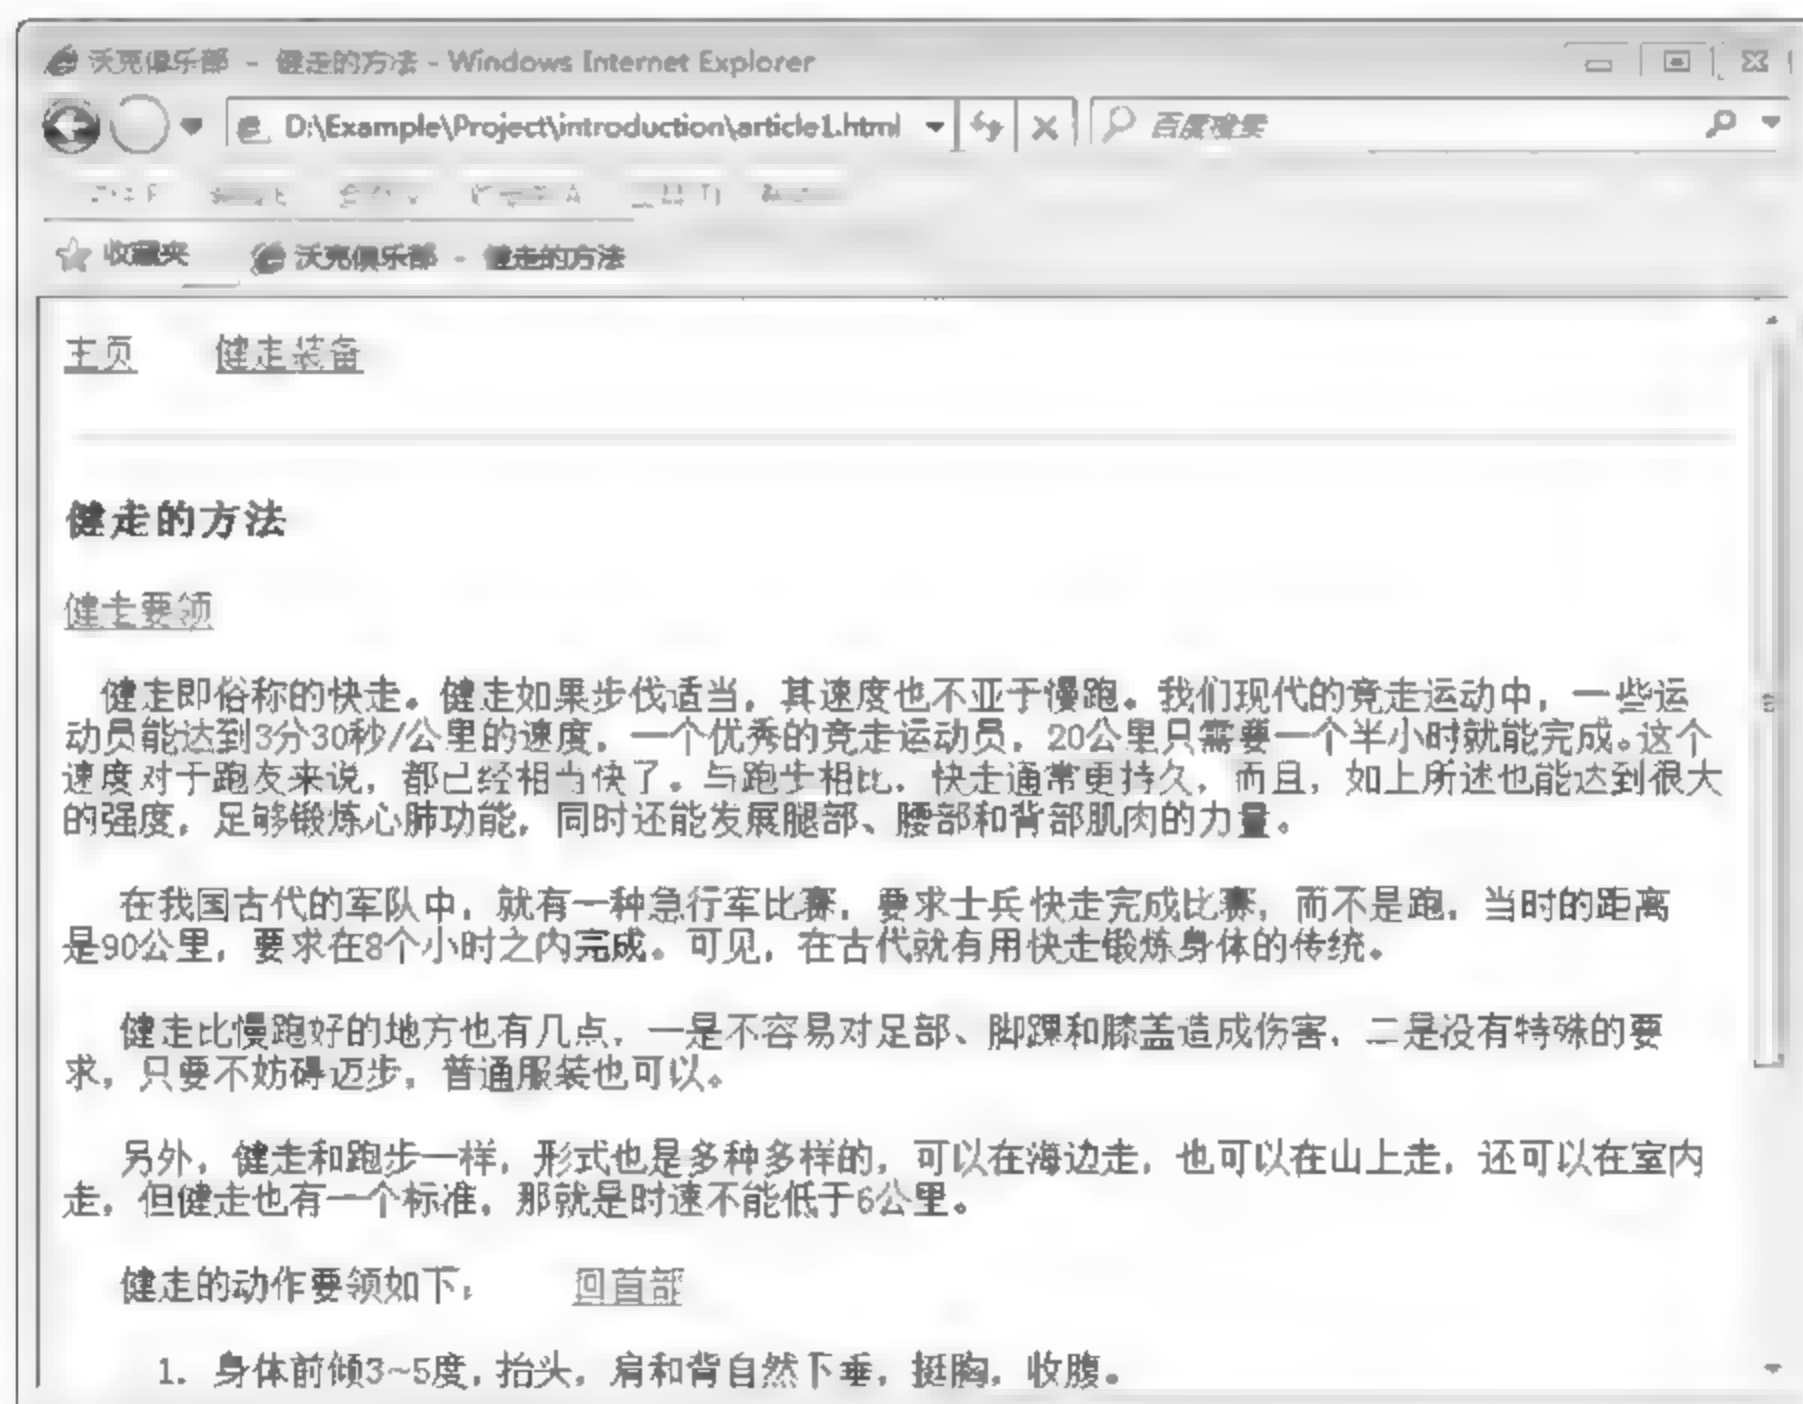 沃克俱乐部 - 健走的方法 - Windows Internet Explorer
D:\Example\Project\introduction\article1.html 百度搜索
收藏夹 沃克俱乐部 - 健走的方法
主页 健走装备
健走的方法
健走要领
健走即俗称的快走。健走如果步伐适当，其速度也不亚于慢跑。我们现代的竞走运动中，一些运
动员能达到3分30秒/公里的速度，一个优秀的竞走运动员，20公里只需要一个半小时就能完成。这个
速度对于跑友来说，都已经相当快了。与跑步相比，快走通常更持久，而且，如上所述也能达到很大
的强度，足够锻炼心肺功能，同时还能发展腿部、腰部和背部肌肉的力量。
在我国古代的军队中，就有一种急行军比赛，要求士兵快走完成比赛，而不是跑，当时的距离
是90公里，要求在8个小时之内完成。可见，在古代就有用快走锻炼身体的传统。
健走比慢跑好的地方也有几点，一是不容易对足部、脚踝和膝盖造成伤害，二是没有特殊的要
求，只要不妨碍迈步，普通服装也可以。
另外，健走和跑步一样，形式也是多种多样的，可以在海边走，也可以在山上走，还可以在室内
走，但健走也有一个标准，那就是时速不能低于6公里。
健走的动作要领如下： 回首部
1. 身体前倾3~5度，抬头，肩和背自然下垂，挺胸，收腹。